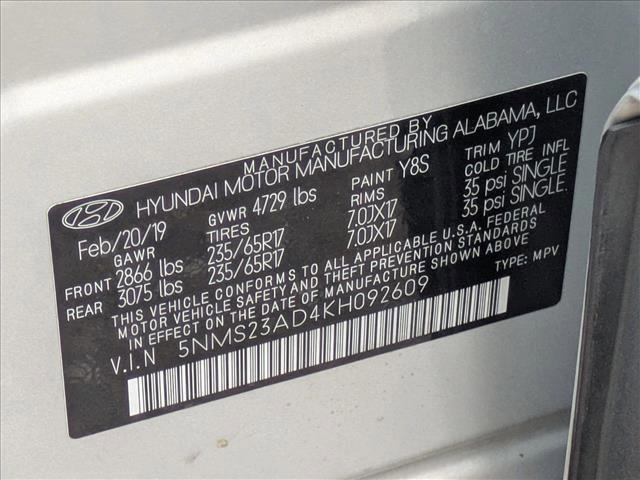 MANUFACTURED BY
HYUNDAI MOTOR MANUFACTURING ALABAMA, LLC
Feb/20/19 GVWR 4729 lbs PAINT Y8S TRIM YPJ
GAWR TIRES RIMS COLD TIRE INFL
FRONT 2866 lbs 235/65R17 7.0JX17 35 psi SINGLE
REAR 3075 lbs 235/65R17 7.0JX17 35 psi SINGLE.
THIS VEHICLE CONFORMS TO ALL APPLICABLE U.S.A. FEDERAL
MOTOR VEHICLE SAFETY AND THEFT PREVENTION STANDARDS
IN EFFECT ON THE DATE OF MANUFACTURE SHOWN ABOVE.
V.I.N 5NMS23AD4KH092609 TYPE: MPV